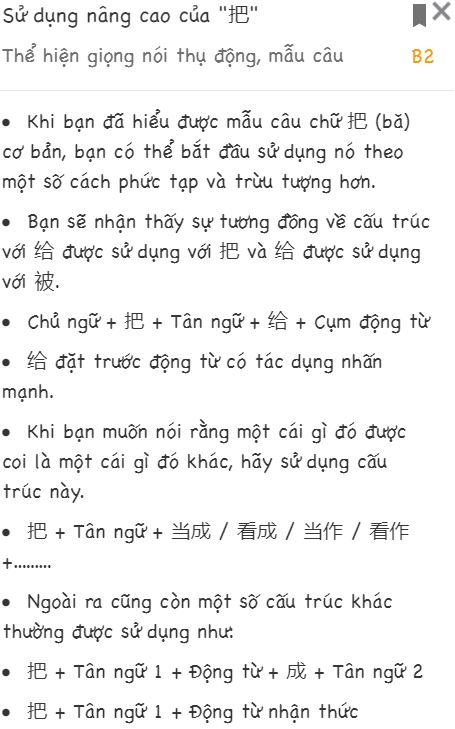 Sử dụng nâng cao của "把"
Thể hiện giọng nói thụ động, mẫu câu B2
• Khi bạn đã hiểu được mẫu câu chữ 把 (bǎ)
cơ bản, bạn có thể bắt đầu sử dụng nó theo
một số cách phức tạp và trừu tượng hơn.
• Bạn sẽ nhận thấy sự tương đồng về cấu trúc
với 给 được sử dụng với 把 và 给 được sử dụng
với 被.
• Chủ ngữ + 把 + Tân ngữ + 给 + Cụm động từ
• 给 đặt trước động từ có tác dụng nhấn
mạnh.
• Khi bạn muốn nói rằng một cái gì đó được
coi là một cái gì đó khác, hãy sử dụng cấu
trúc này.
• 把 + Tân ngữ + 当成 / 看成 / 当作 / 看作
+.........
• Ngoài ra cũng còn một số cấu trúc khác
thường được sử dụng như:
• 把 + Tân ngữ 1 + Động từ + 成 + Tân ngữ 2
• 把 + Tân ngữ 1 + Động từ nhận thức